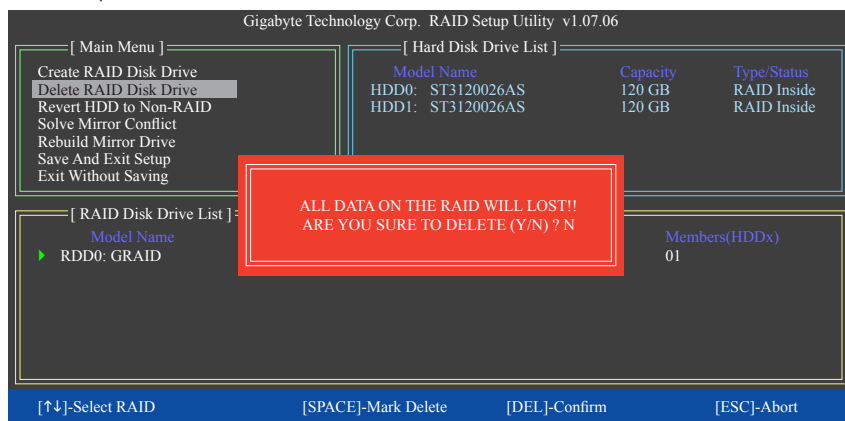 Gigabyte Technology Corp. RAID Setup Utility v1.07.06
[ Main Menu ]
Create RAID Disk Drive
Delete RAID Disk Drive
Revert HDD to Non-RAID
Solve Mirror Conflict
Rebuild Mirror Drive
Save And Exit Setup
Exit Without Saving
[ Hard Disk Drive List ]
Model Name Capacity Type/Status
HDD0: ST3120026AS 120 GB RAID Inside
HDD1: ST3120026AS 120 GB RAID Inside
ALL DATA ON THE RAID WILL LOST!!
ARE YOU SURE TO DELETE (Y/N) ? N
[ RAID Disk Drive List ]
Model Name Members(HDDx)
RDD0: GRAID 01
[↑↓]-Select RAID [SPACE]-Mark Delete [DEL]-Confirm [ESC]-Abort